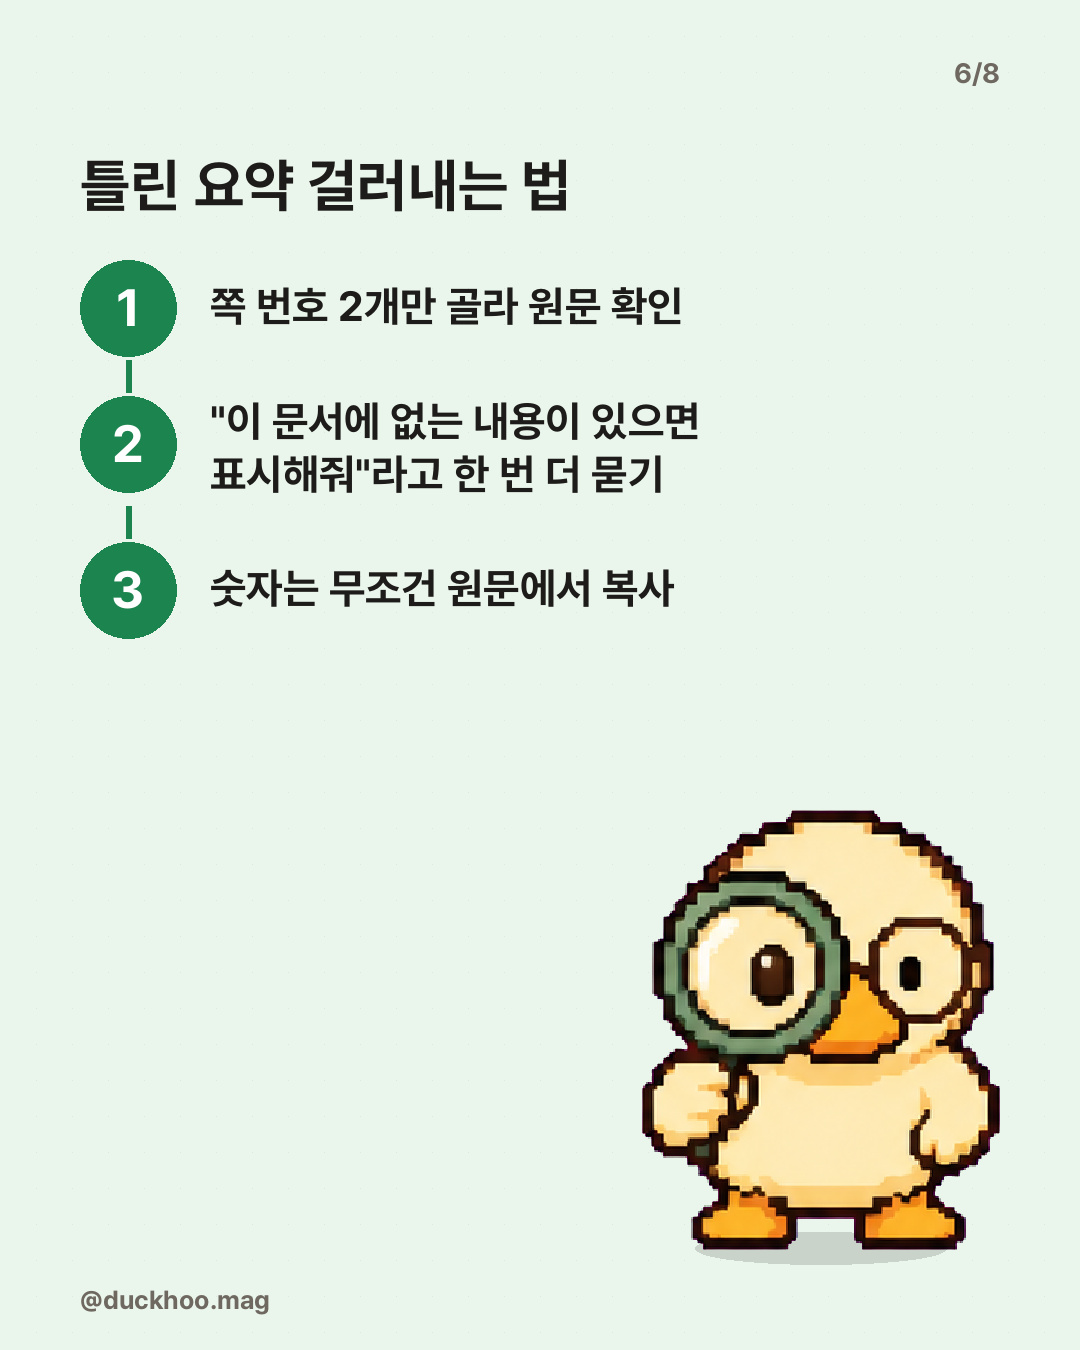 6/8
틀린 요약 걸러내는 법
1
쪽 번호 2개만 골라 원문 확인
2
"이 문서에 없는 내용이 있으면
표시해줘"라고 한 번 더 묻기
3
숫자는 무조건 원문에서 복사
@duckhoo.mag